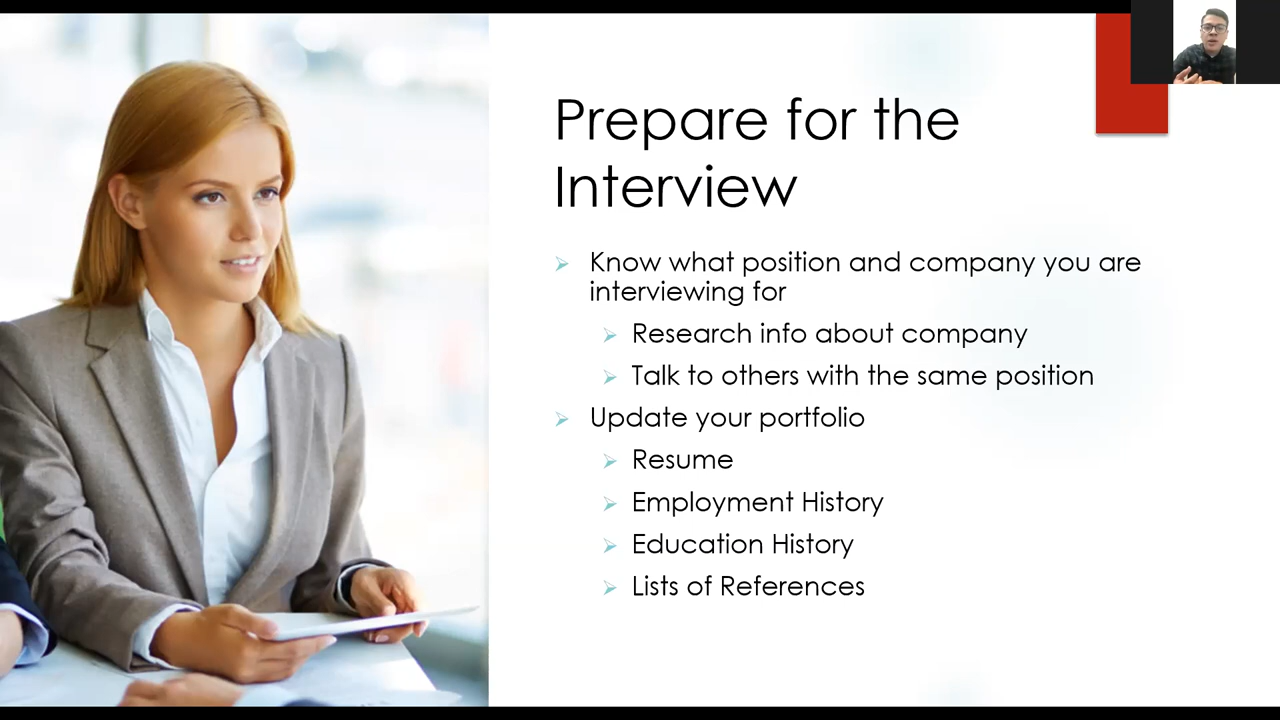 Prepare for the
Interview
Know what position and company you are
interviewing for
Research info about company
Talk to others with the same position
Update your portfolio
Resume
Employment History
Education History
Lists of References